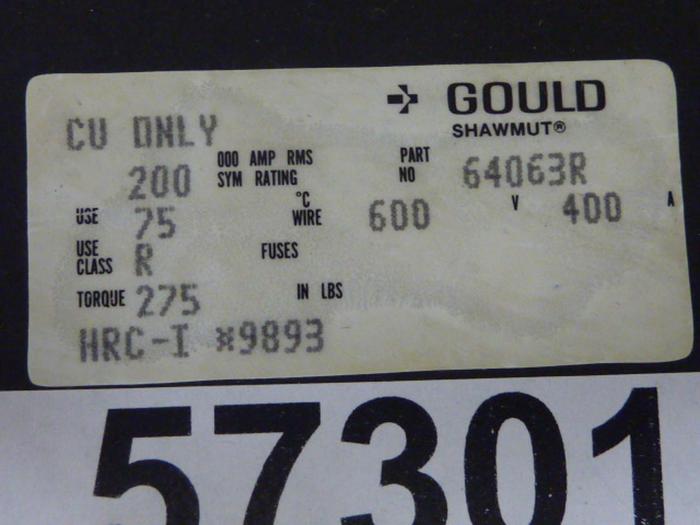 GOULD
SHAWMUT®
CU ONLY
200 000 AMP RMS SYM RATING
PART NO 64063R
USE 75 °C WIRE 600 V 400 A
USE CLASS R FUSES
TORQUE 275 IN LBS
HRC-I *9893
57301